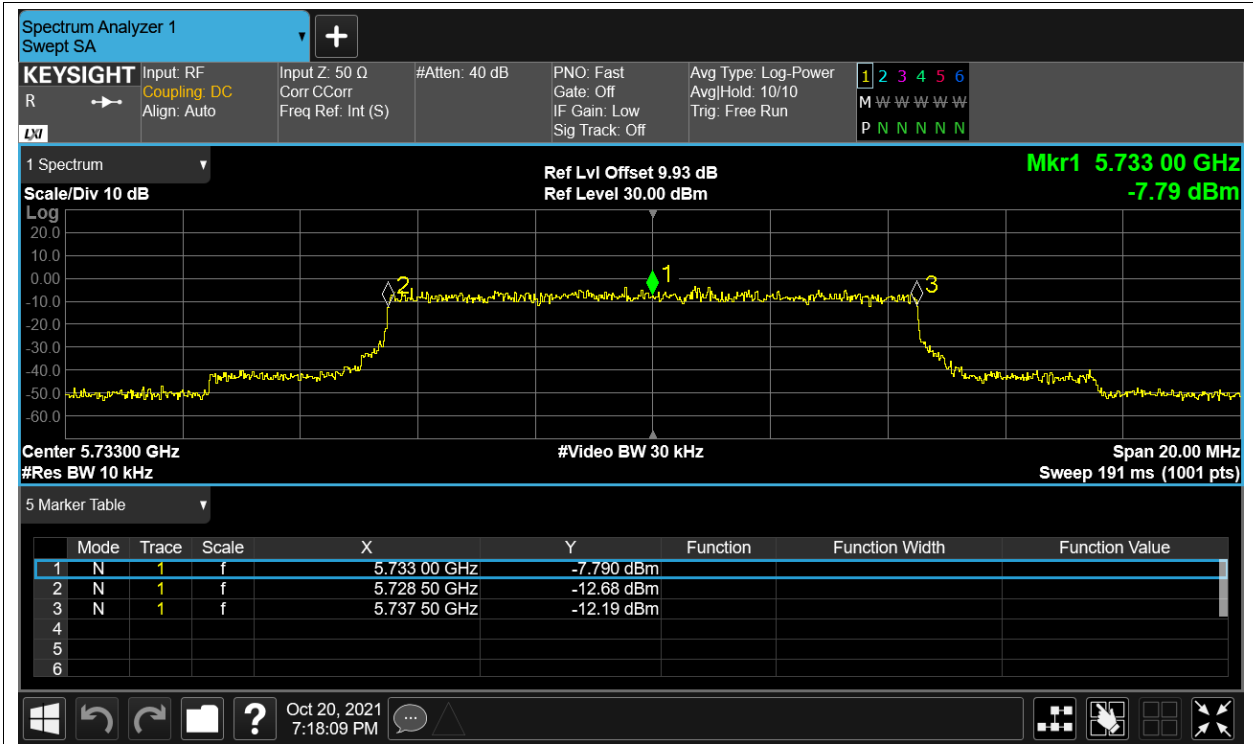 Spectrum Analyzer 1
Swept SA
KEYSIGHT Input: RF Input Z: 50 Ω #Atten: 40 dB PNO: Fast Avg Type: Log-Power 1 2 3 4 5 6
R Coupling: DC Corr CCorr Gate: Off Avg|Hold: 10/10 M W W W W W
Align: Auto Freq Ref: Int (S) IF Gain: Low Trig: Free Run
LXI Sig Track: Off P N N N N N
1 Spectrum Ref Lvl Offset 9.93 dB Mkr1 5.733 00 GHz
Scale/Div 10 dB Ref Level 30.00 dBm -7.79 dBm
Log
20.0
10.0
0.00
1
2 3
-10.0
-20.0
-30.0
-40.0
-50.0
-60.0
Center 5.73300 GHz #Video BW 30 kHz Span 20.00 MHz
#Res BW 10 kHz Sweep 191 ms (1001 pts)
5 Marker Table
Mode Trace Scale X Y Function Function Width Function Value
1 N 1 f 5.733 00 GHz -7.790 dBm
2 N 1 f 5.728 50 GHz -12.68 dBm
3 N 1 f 5.737 50 GHz -12.19 dBm
4
5
6
? Oct 20, 2021
7:18:09 PM